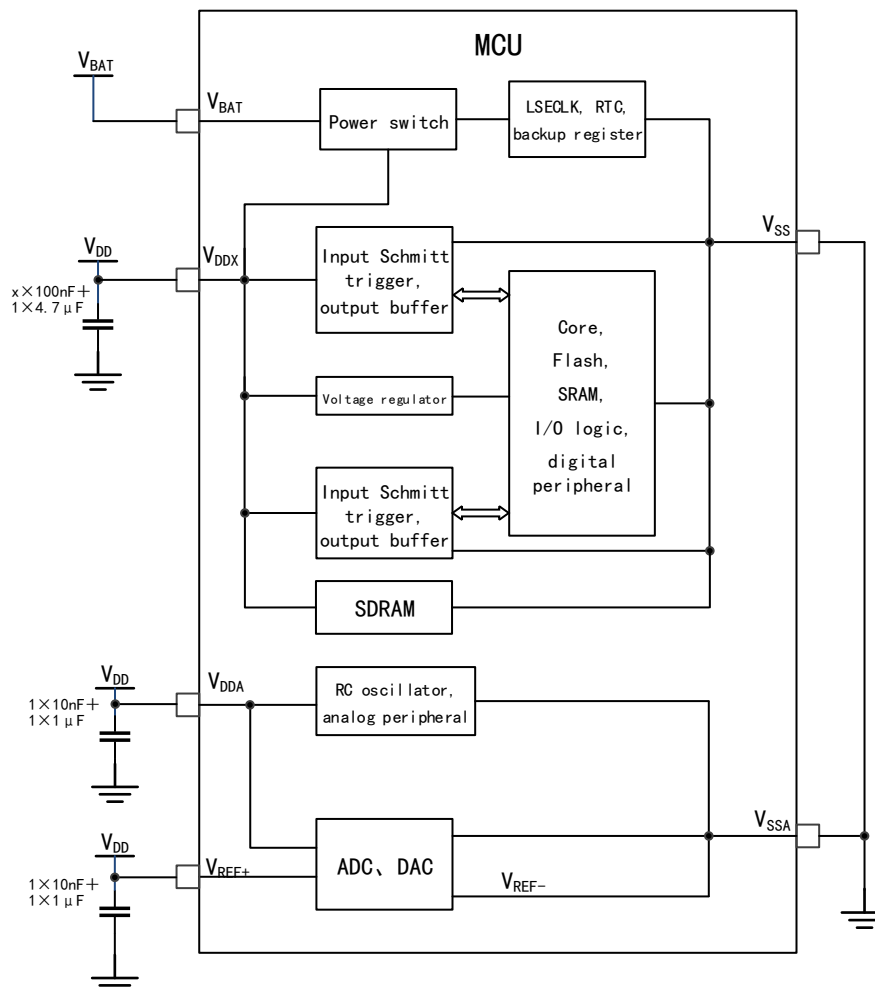 MCU
VBAT
VBAT
Power switch
LSECLK, RTC,
backup register
VSS
VDD
VDDX
x×100nF+
1×4.7μF
Input Schmitt
trigger,
output buffer
Core,
Flash,
SRAM,
I/O logic,
digital
peripheral
Voltage regulator
Input Schmitt
trigger,
output buffer
SDRAM
VDD
VDDA
1×10nF+
1×1μF
RC oscillator,
analog peripheral
VSSA
VDD
VREF+
1×10nF+
1×1μF
ADC、DAC
VREF-